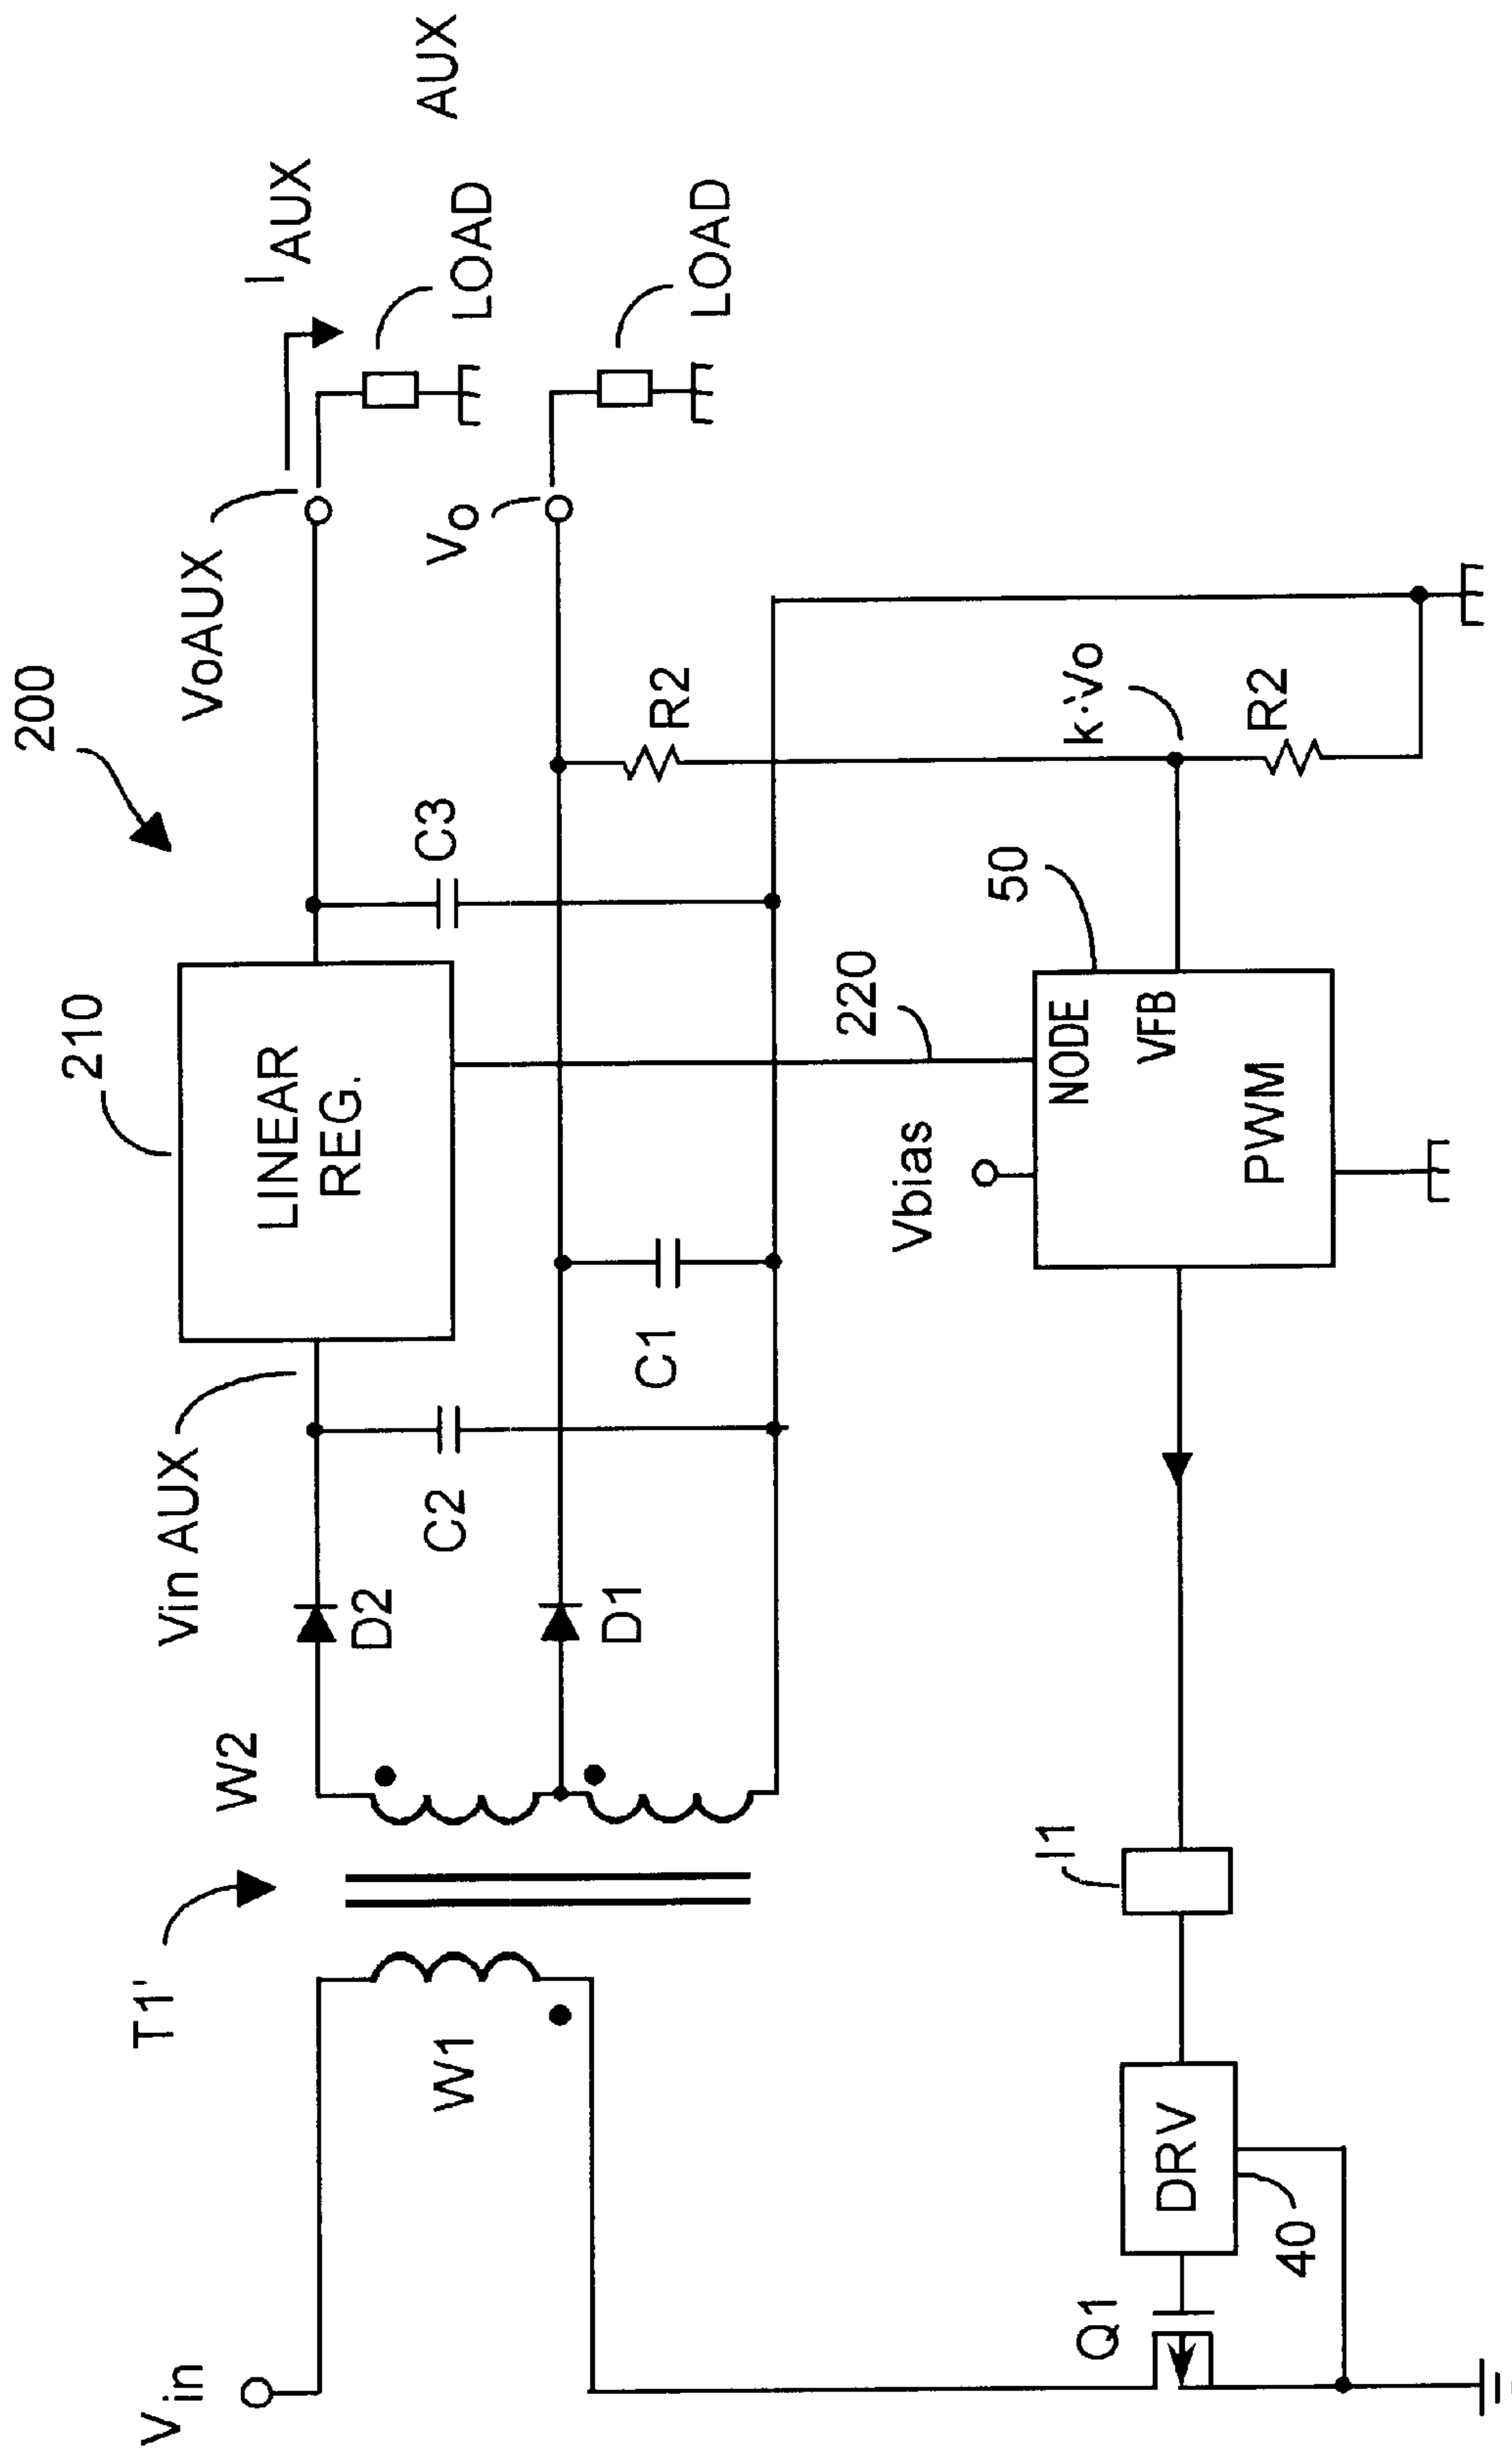 200
T1'
W2
Vin AUX
210
LINEAR
REG.
VoAUX
I AUX
AUX
LOAD
Vin
W1
D2
C2
C3
Vo
D1
C1
R2
LOAD
Vbias
220
50
k·Vo
NODE
VFB
PWM
R2
Q1
DRV
40
I1